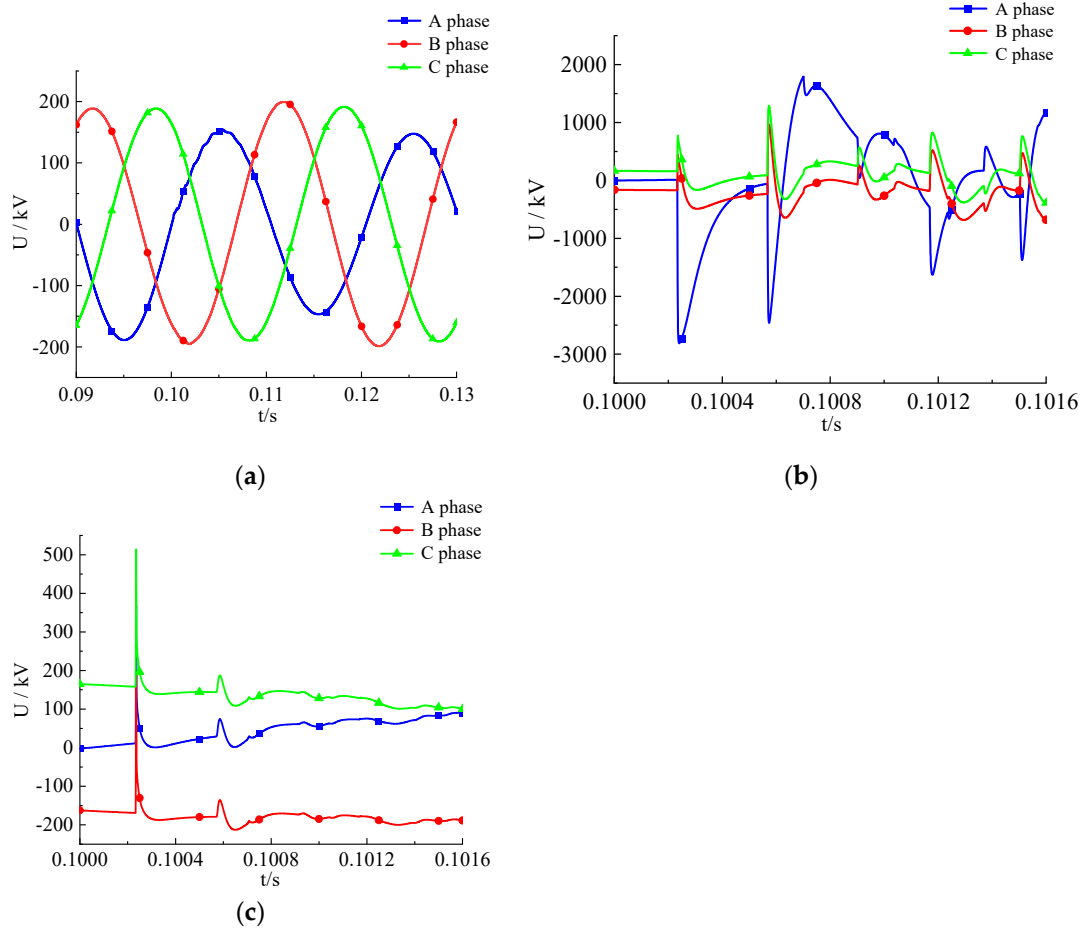 A phase
B phase
C phase
200
100
0
-100
-200
U / kV
0.09
0.10
0.11
0.12
0.13
t/s
(a)
A phase
B phase
C phase
2000
1000
0
-1000
-2000
-3000
U / kV
0.1000
0.1004
0.1008
0.1012
0.1016
t/s
(b)
A phase
B phase
C phase
500
400
300
200
100
0
-100
-200
U / kV
0.1000
0.1004
0.1008
0.1012
0.1016
t/s
(c)